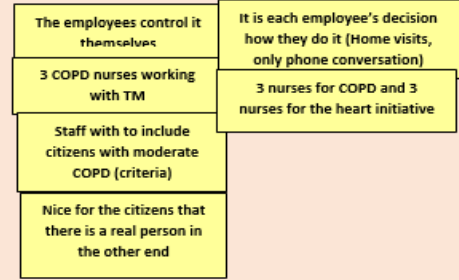 The employees control it
themselves
3 COPD nurses working
with TM
Staff with to include
citizens with moderate
COPD (criteria)
Nice for the citizens that
there is a real person in
the other end
It is each employee's decision
how they do it (Home visits,
only phone conversation)
3 nurses for COPD and 3
nurses for the heart initiative